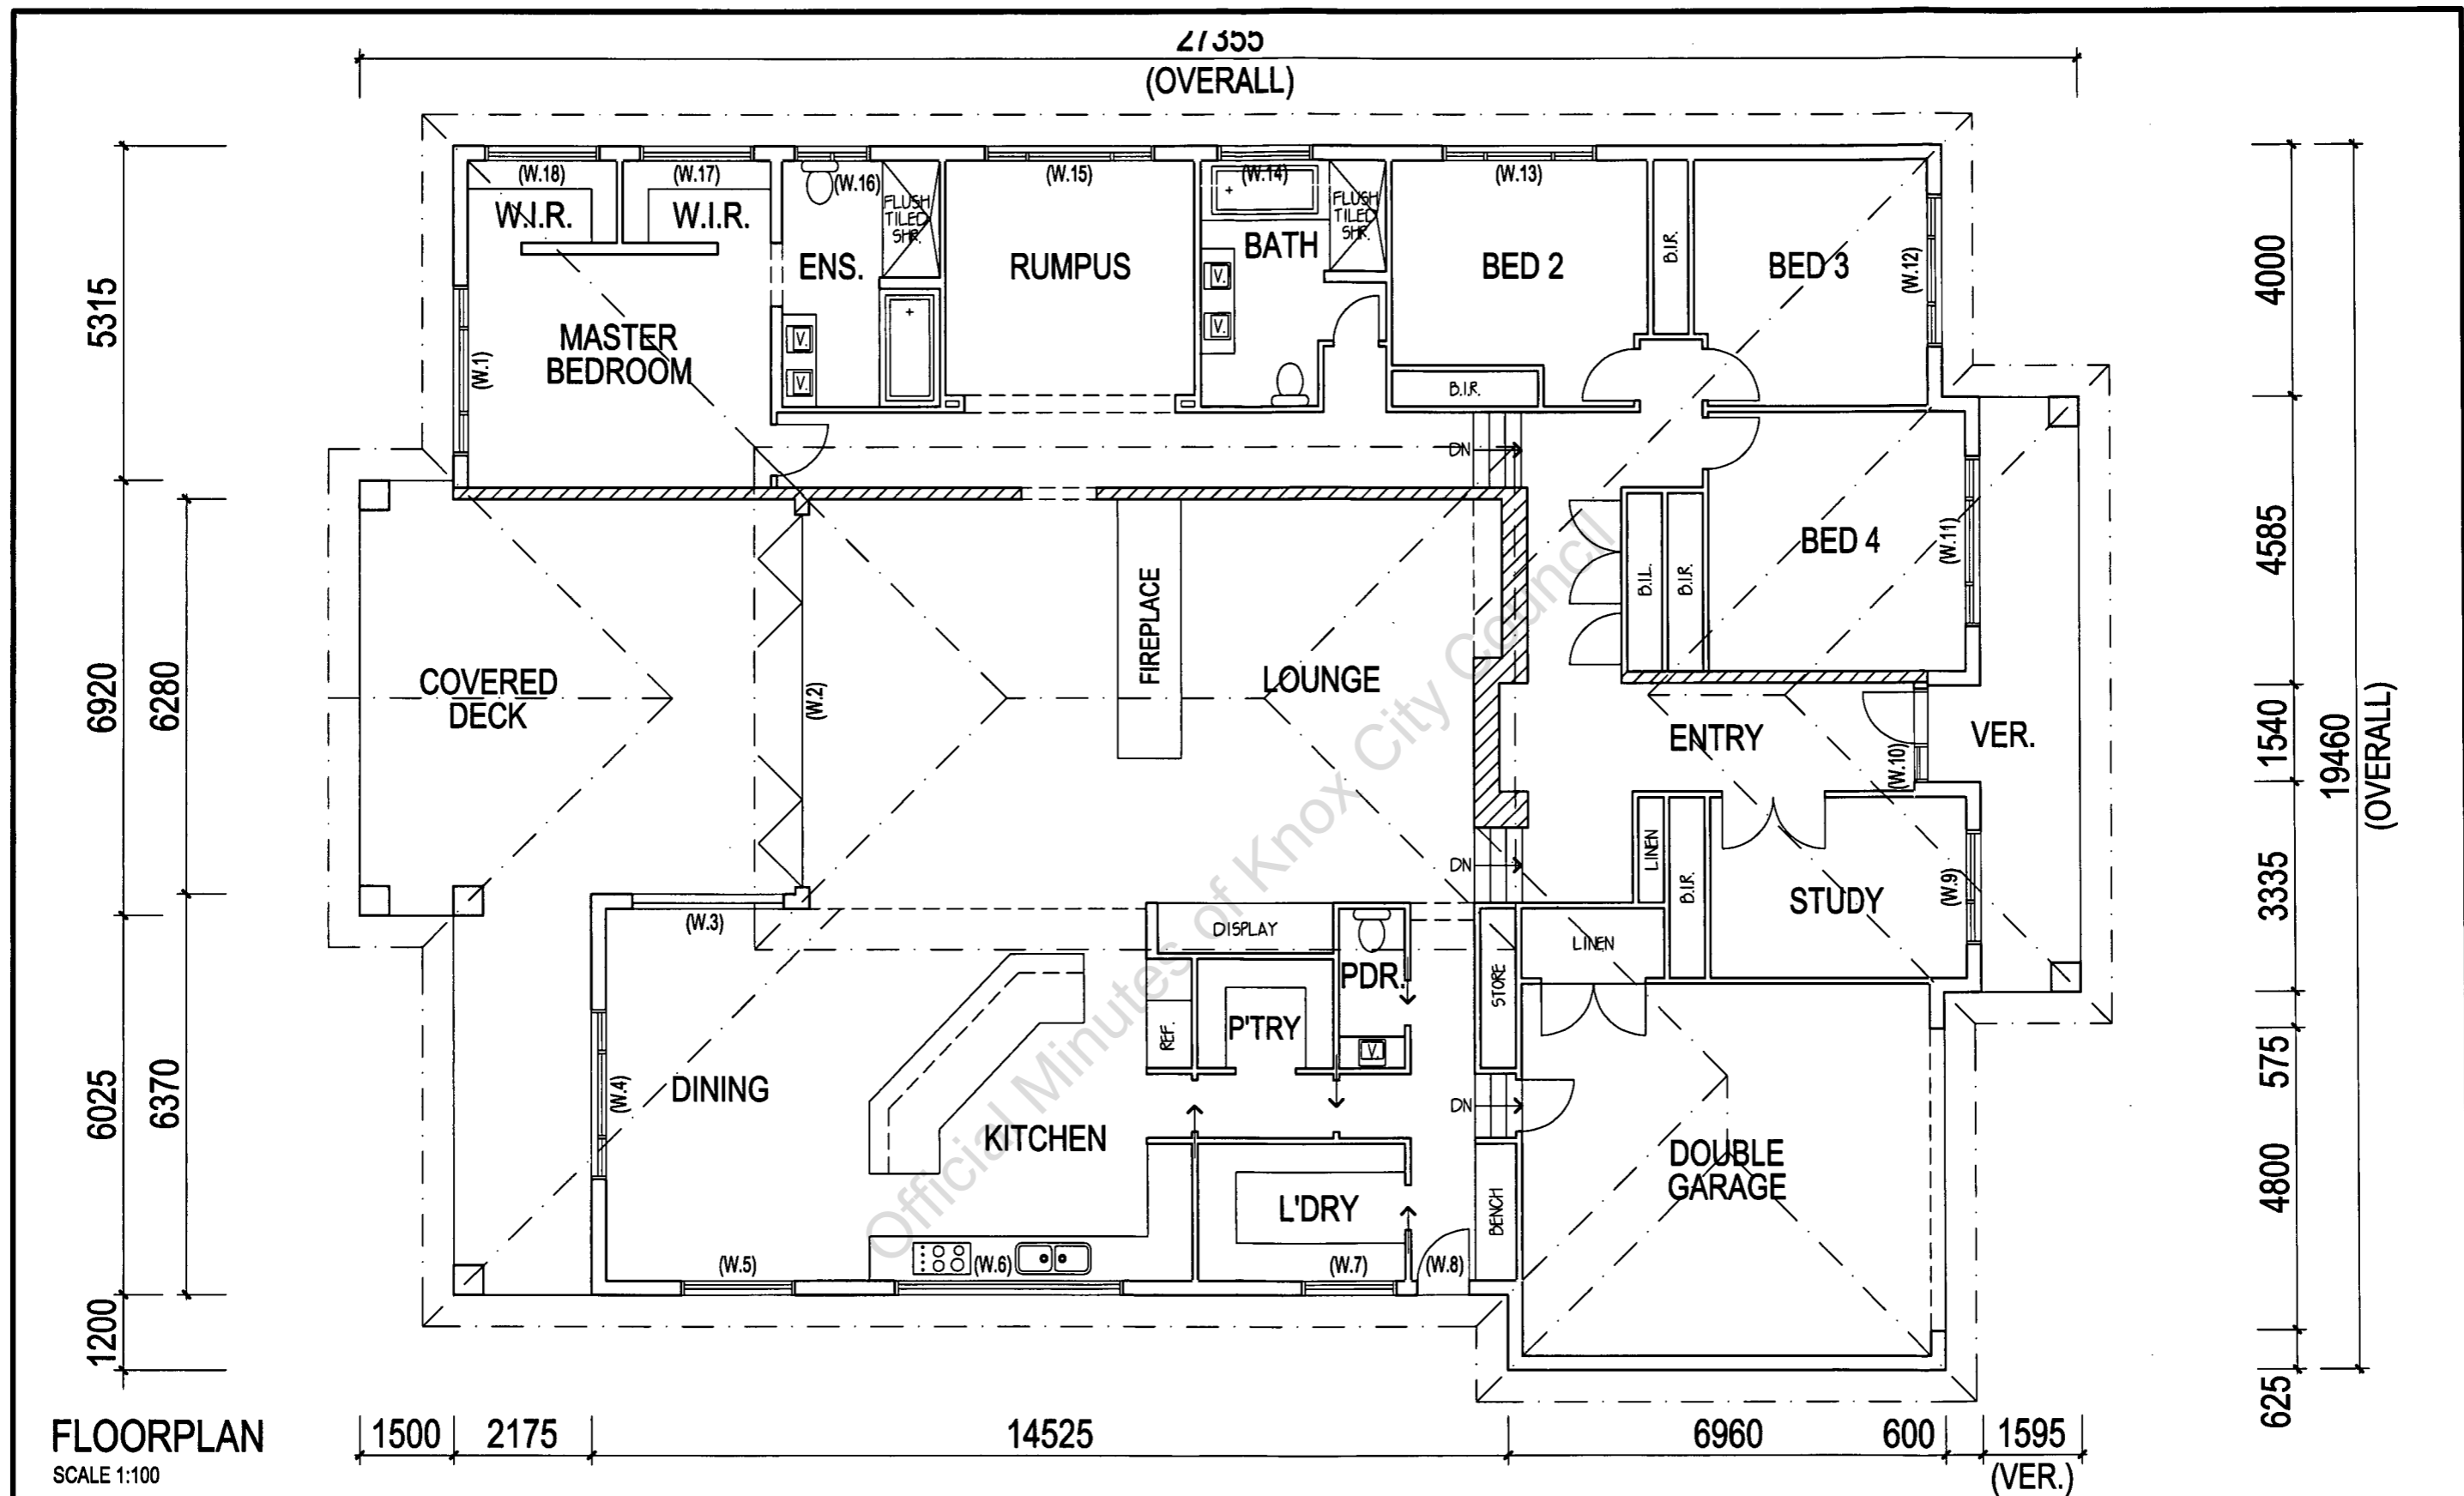 27355
(OVERALL)
(W.18)
(W.17)
(W.16)
(W.15)
(W.14)
(W.13)
W.I.R.
W.I.R.
FLUSH
TILED
SHR.
FLUSH
TILED
SHR.
ENS.
RUMPUS
BATH
BED 2
B.I.R.
BED 3
(W.12)
V.
V.
V.
V.
MASTER
BEDROOM
(W.1)
B.I.R.
DN
5315
4000
COVERED
DECK
(W.2)
FIREPLACE
LOUNGE
B.I.L.
B.I.R.
BED 4
(W.11)
6920
6280
4585
ENTRY
(W.10)
VER.
1540
19460
(OVERALL)
DN
LINEN
B.I.R.
STUDY
(W.9)
3335
(W.3)
DISPLAY
PDR.
STORE
LINEN
REF.
P'TRY
V.
DINING
(W.4)
KITCHEN
DN
DOUBLE
GARAGE
6025
6370
575
4800
L'DRY
BENCH
(W.5)
(W.6)
(W.7)
(W.8)
1200
625
Official Minutes of Knox City Council
FLOORPLAN
SCALE 1:100
1500
2175
14525
6960
600
1595
(VER.)